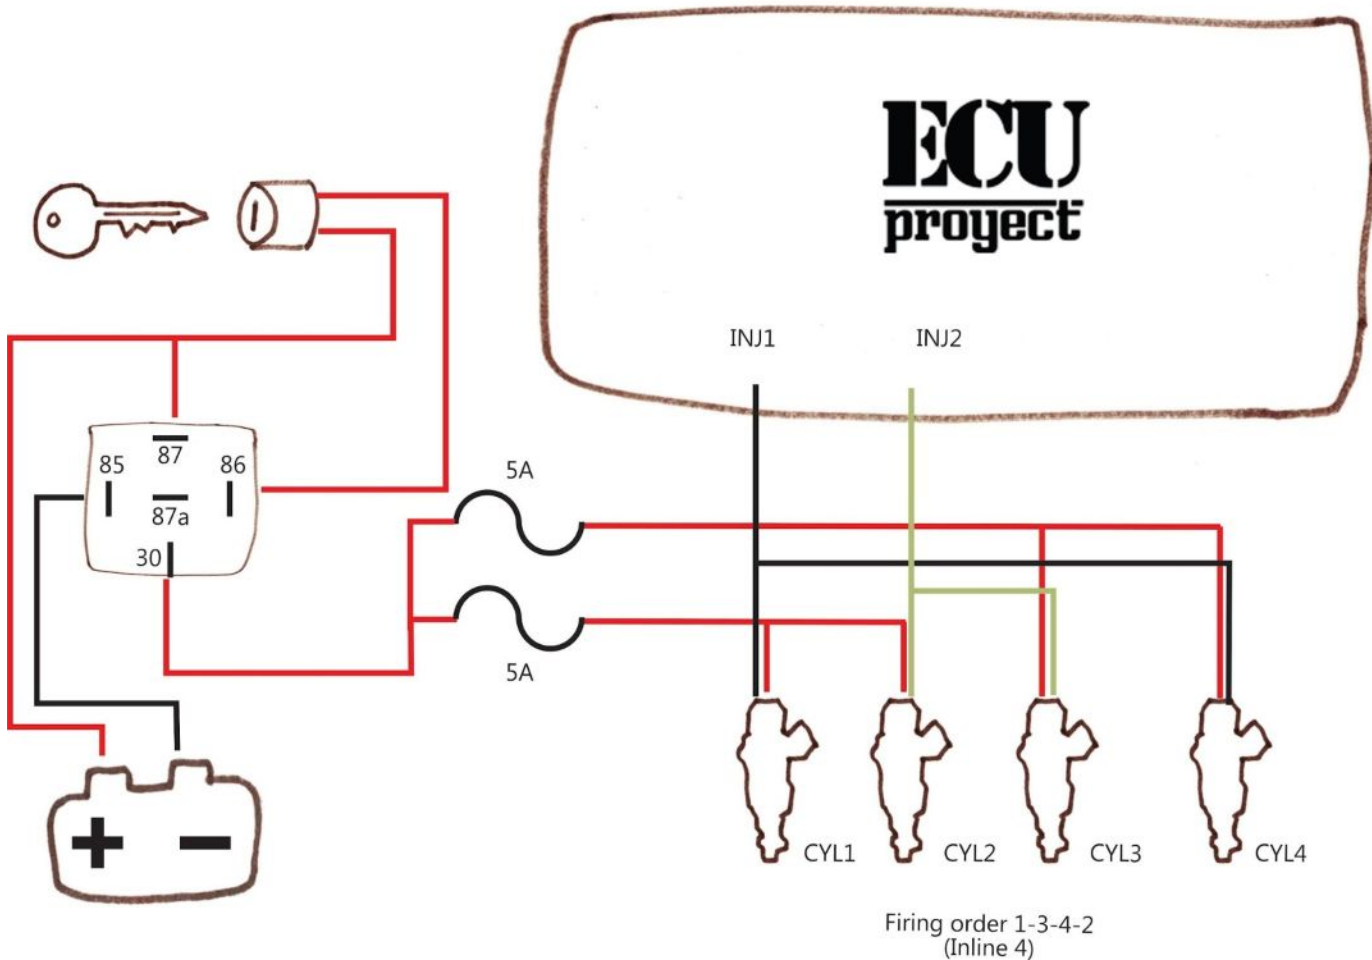 ECU
proyect
INJ1
INJ2
87
85
86
87a
30
5A
5A
CYL1
CYL2
CYL3
CYL4
Firing order 1-3-4-2
(Inline 4)